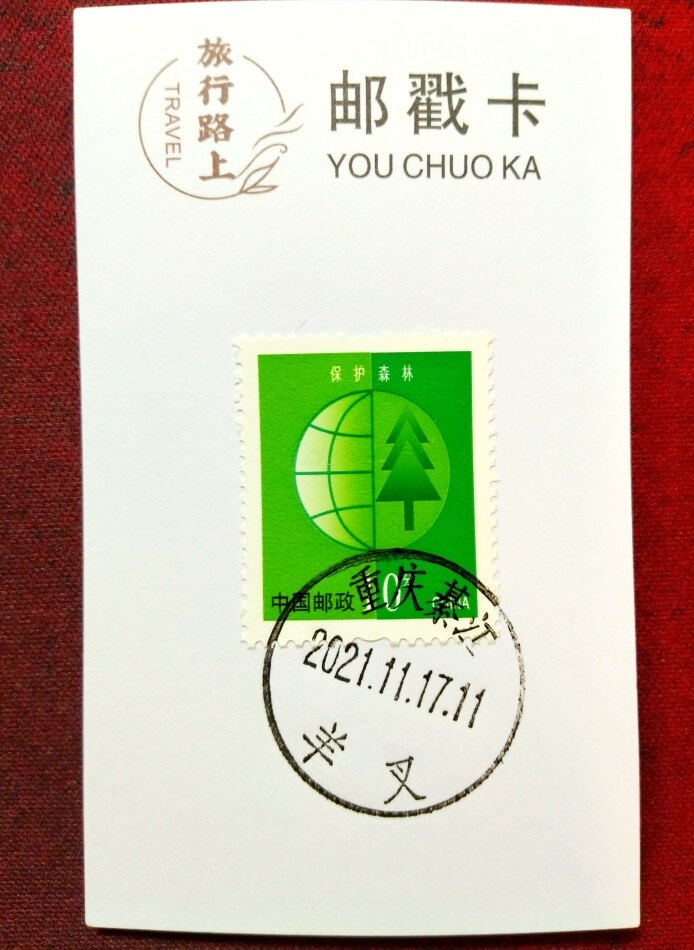 旅行路上
TRAVEL
邮戳卡
YOU CHUO KA
保护森林
中国邮政
重庆綦江
2021.11.17.11
羊叉